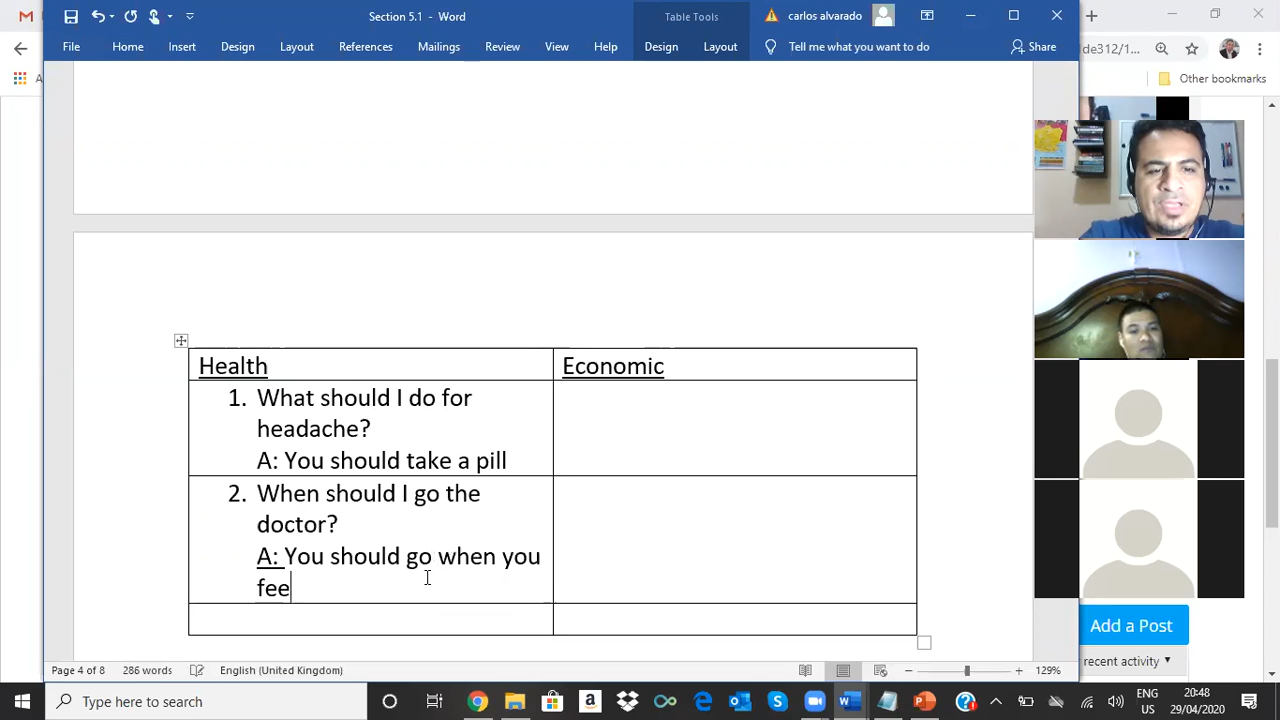 Section 5.1 - Word
Table Tools
carlos alvarado
File
Home
Insert
Design
Layout
References
Mailings
Review
View
Help
Design
Layout
Tell me what you want to do
Share
de312/1...
Other bookmarks
Health
Economic
1. What should I do for
headache?
A: You should take a pill
2. When should I go the
doctor?
A: You should go when you
fee
Add a Post
recent activity
Page 4 of 8
286 words
English (United Kingdom)
129%
Type here to search
ENG
US
20:48
29/04/2020